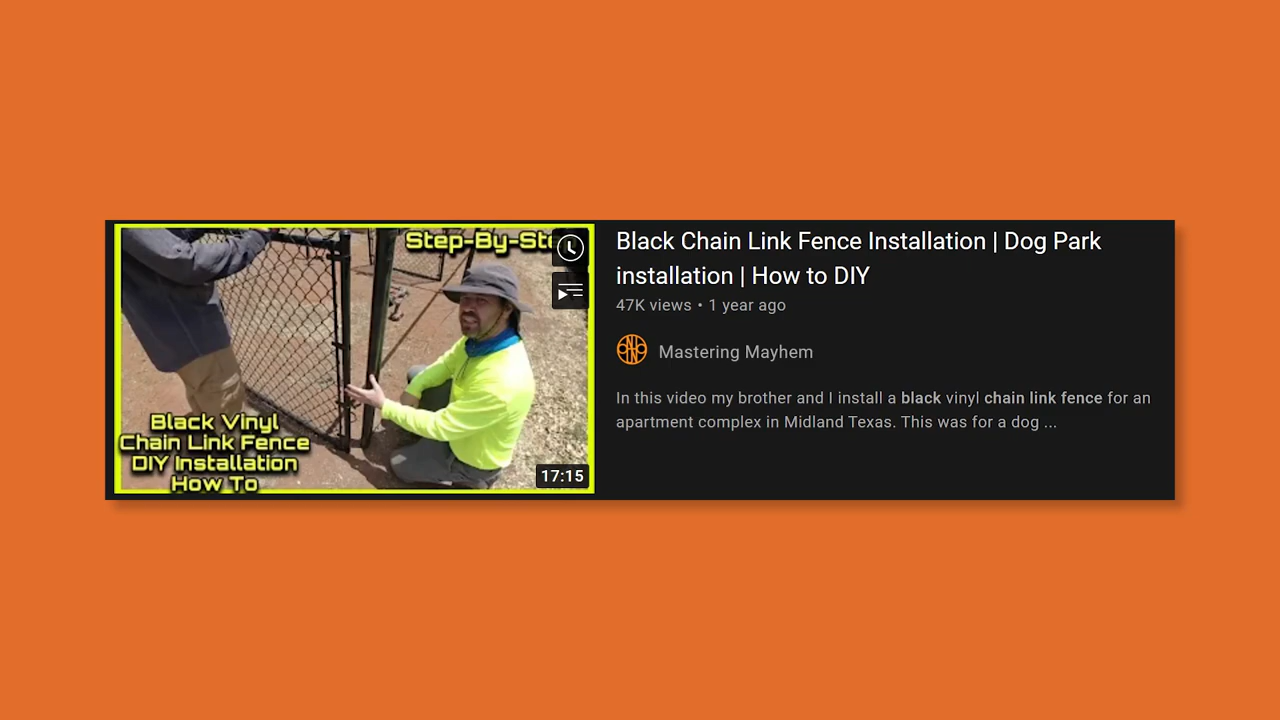 Step-By-Ste
Black Vinyl
Chain Link Fence
DIY Installation
How To
17:15
Black Chain Link Fence Installation | Dog Park
installation | How to DIY
47K views • 1 year ago
Mastering Mayhem
In this video my brother and I install a black vinyl chain link fence for an
apartment complex in Midland Texas. This was for a dog ...